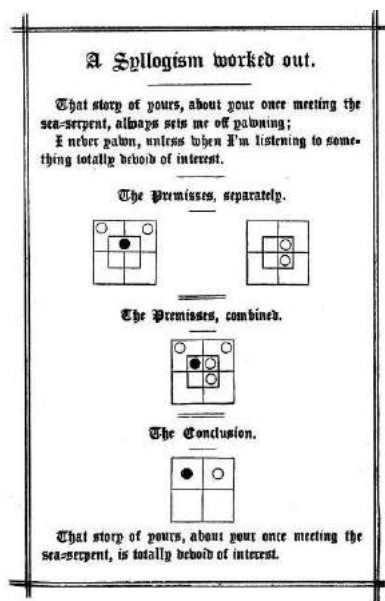 A Syllogism worked out.
That story of yours, about your once meeting the
sea=serpent, always sets me off yawning;
I never yawn, unless when I'm listening to some=
thing totally devoid of interest.
The Premisses, separately.
The Premisses, combined.
The Conclusion.
That story of yours, about your once meeting the
sea=serpent, is totally devoid of interest.